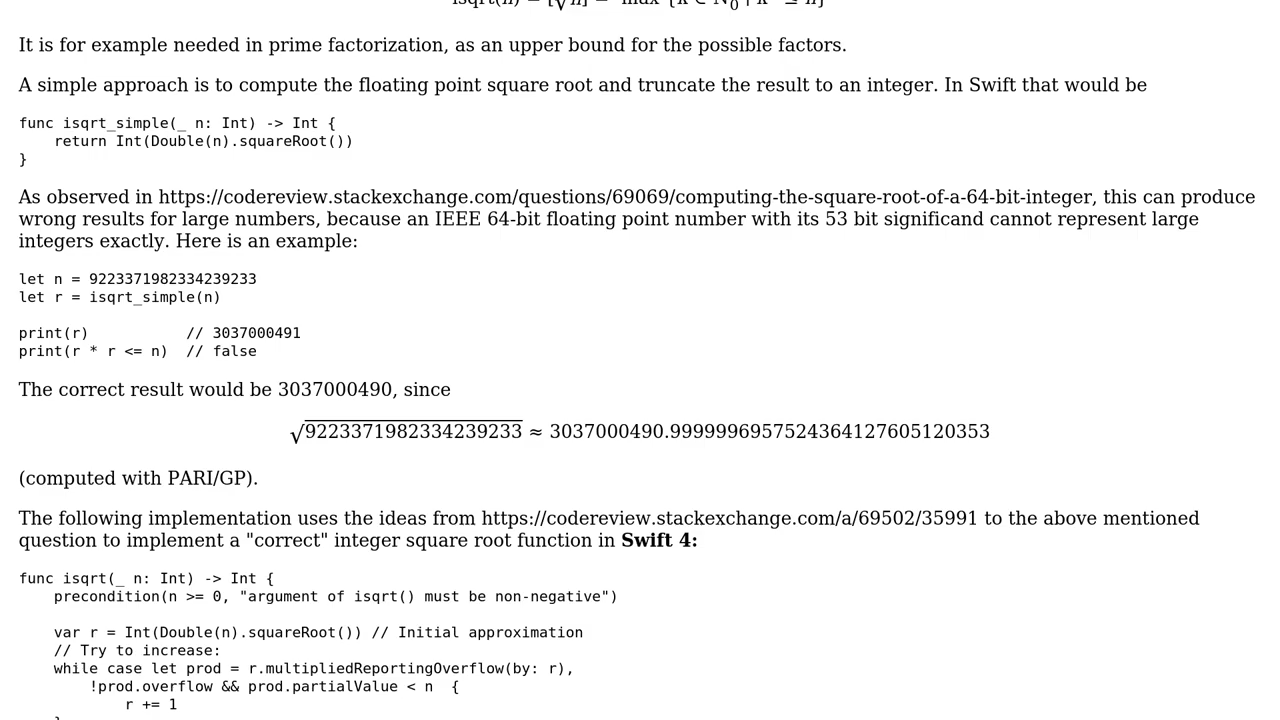 isqrt(n) = ⌊√n⌋ = max {k ∈ N₀ | k² ≤ n}
It is for example needed in prime factorization, as an upper bound for the possible factors.
A simple approach is to compute the floating point square root and truncate the result to an integer. In Swift that would be
func isqrt_simple(_ n: Int) -> Int {
    return Int(Double(n).squareRoot())
}
As observed in https://codereview.stackexchange.com/questions/69069/computing-the-square-root-of-a-64-bit-integer, this can produce
wrong results for large numbers, because an IEEE 64-bit floating point number with its 53 bit significand cannot represent large
integers exactly. Here is an example:
let n = 9223371982334239233
let r = isqrt_simple(n)
print(r)           // 3037000491
print(r * r <= n)  // false
The correct result would be 3037000490, since
√9223371982334239233 ≈ 3037000490.9999996957524364127605120353
(computed with PARI/GP).
The following implementation uses the ideas from https://codereview.stackexchange.com/a/69502/35991 to the above mentioned
question to implement a "correct" integer square root function in Swift 4:
func isqrt(_ n: Int) -> Int {
    precondition(n >= 0, "argument of isqrt() must be non-negative")
    var r = Int(Double(n).squareRoot()) // Initial approximation
    // Try to increase:
    while case let prod = r.multipliedReportingOverflow(by: r),
        !prod.overflow && prod.partialValue < n  {
            r += 1
    }